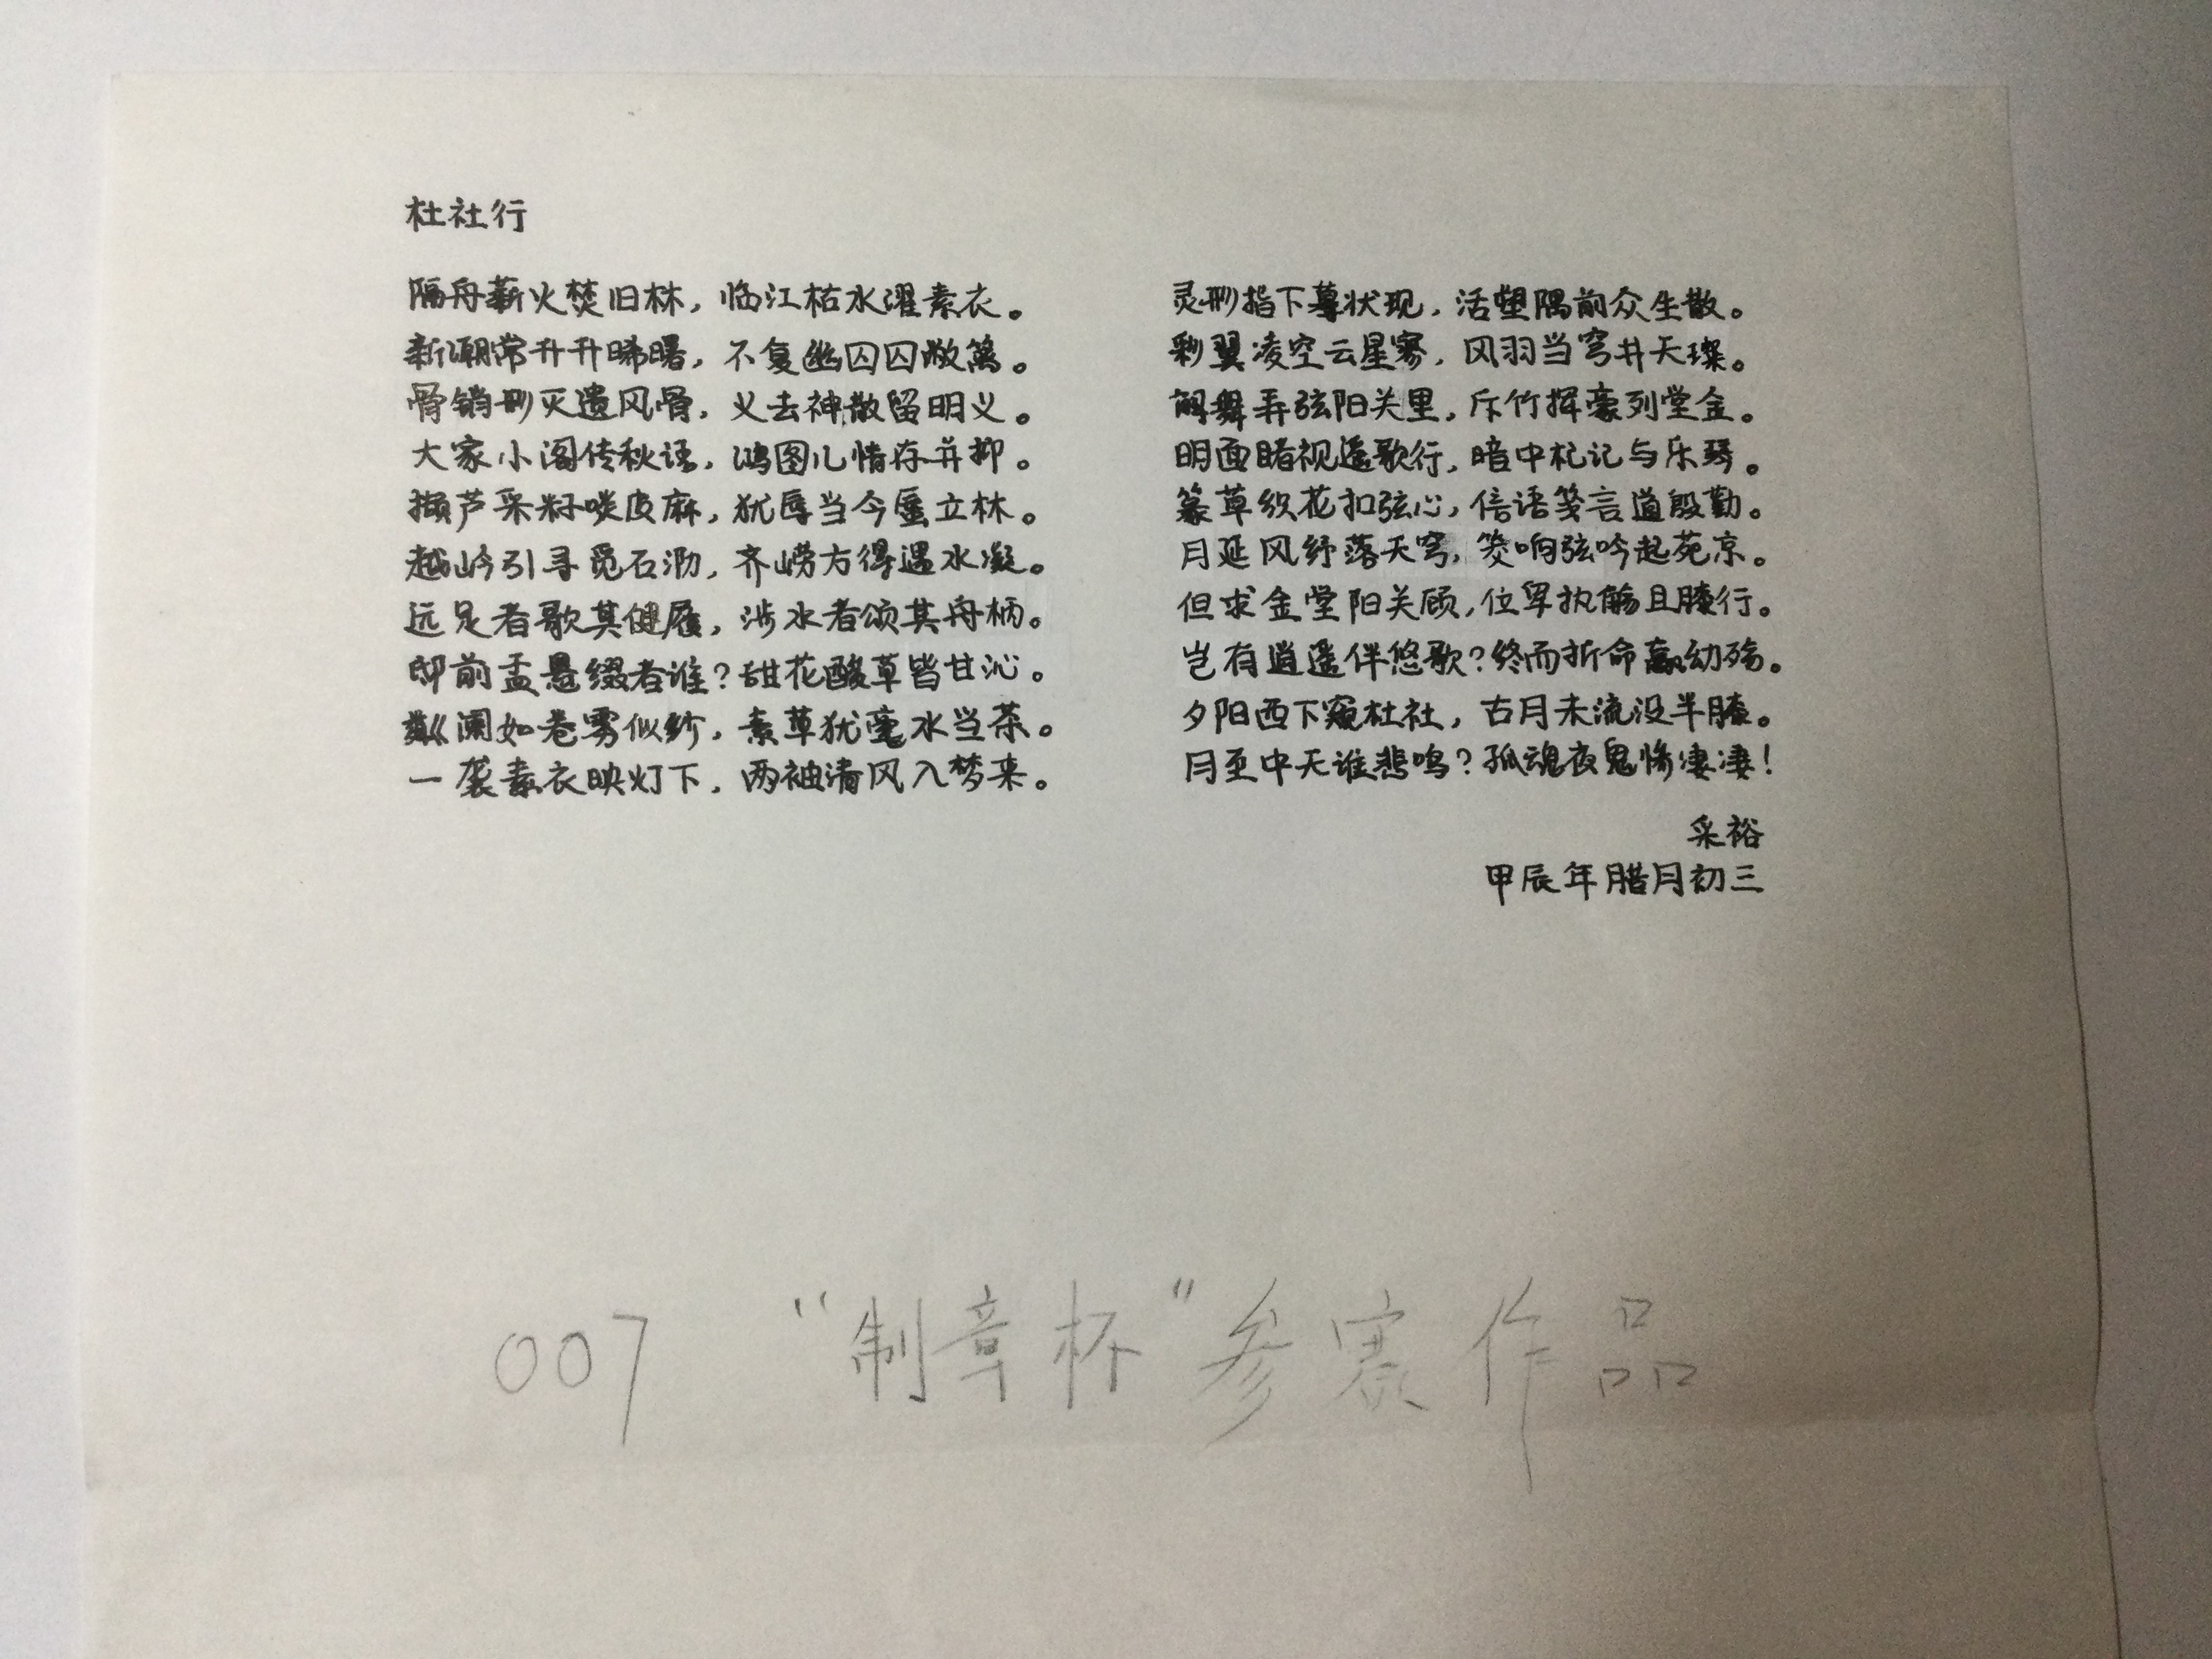 杜社行
隔舟薪火焚旧林，临江枯水濯素衣。
新潮常升升晞曙，不复幽囚囚敝篱。
骨销形灭遗风骨，义去神散留明义。
大家小阁传秋语，鸿图儿情存并抑。
撷芦采籽啖皮麻，犹辱当今蜃立林。
越岭引寻觅石泐，齐崂方得遇水凝。
远足者歌其健履，涉水者颂其舟柄。
邸前盂悬缀者谁？甜花酸草皆甘沁。
阑如卷雾似纱，素草犹毫水当茶。
一袭素衣映灯下，两袖清风入梦来。
灵形指下尊状现，活塑隅前众生散。
彩翼凌空云星寥，风羽当穹井天璨。
舞弄弦阳关里，斥竹挥豪列堂金。
明面睹视遥歌行，暗中札记与乐琴。
篆草织花扣弦心，信语笺言道殷勤。
月延风纾落天穹，筊响弦吟起苑京。
但求金堂阳关顾，位卑执觞且膝行。
岂有逍遥伴悠歌？终而折命赢幼殇。
夕阳西下窥杜社，古月未流没半膝。
月至中天谁悲鸣？孤魂夜鬼惨凄凄！
采裕
甲辰年腊月初三
007 “制章杯”参赛作品